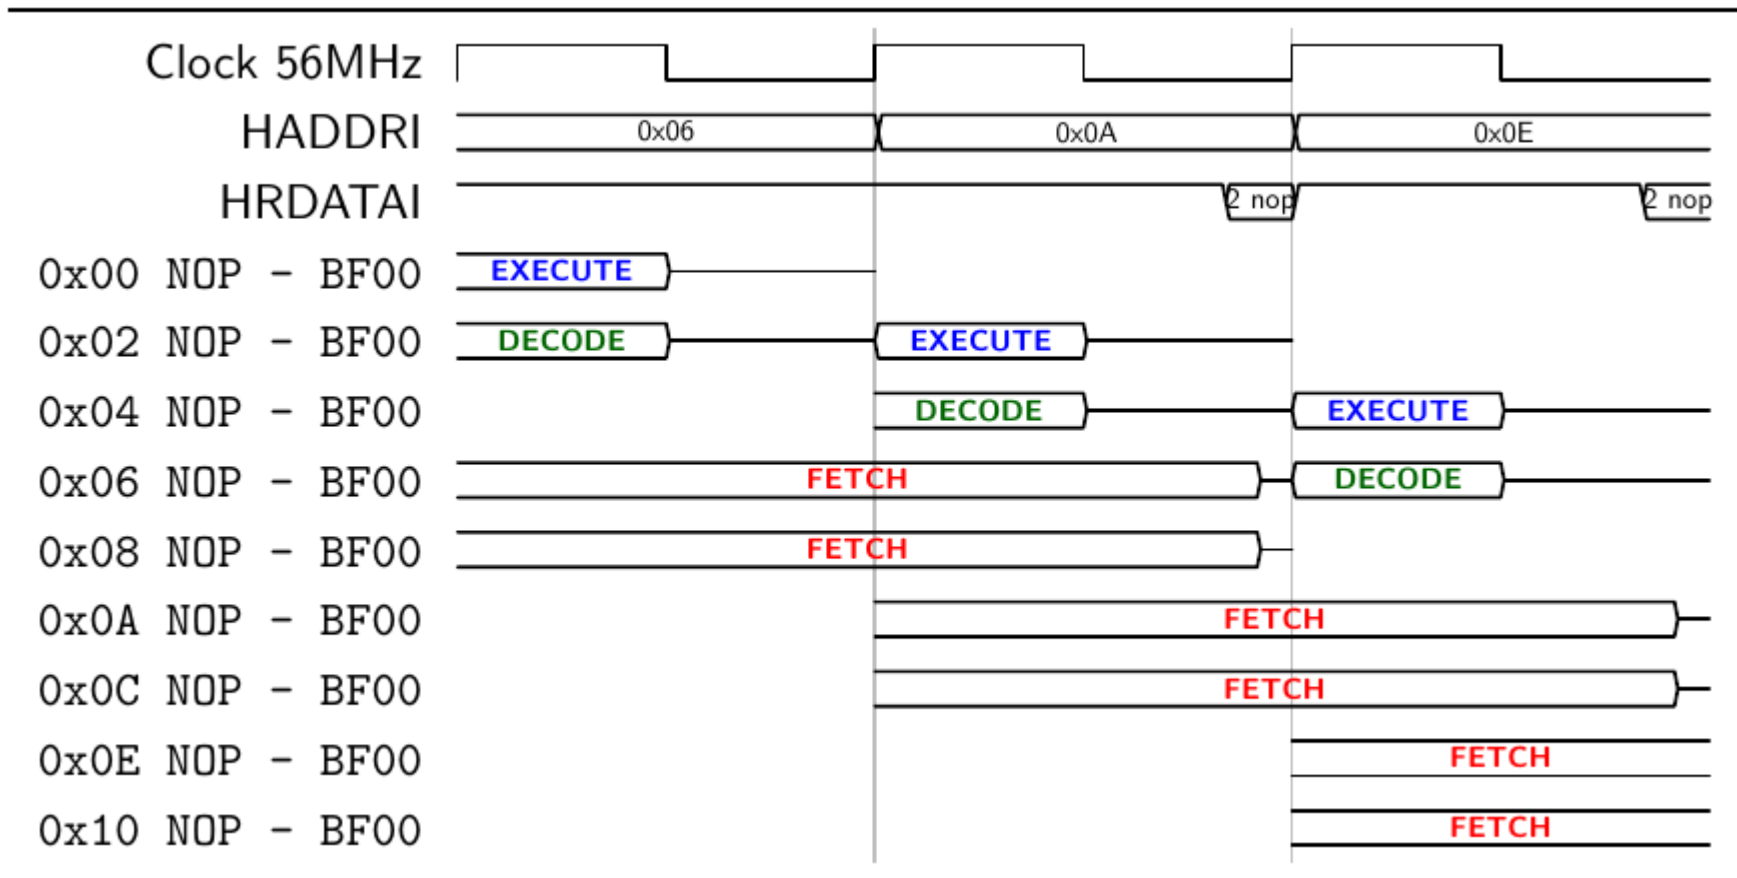 Clock 56MHz
HADDRI 0x06 0x0A 0x0E
HRDATAI 2 nop 2 nop
0x00 NOP - BF00 EXECUTE
0x02 NOP - BF00 DECODE EXECUTE
0x04 NOP - BF00 DECODE EXECUTE
0x06 NOP - BF00 FETCH DECODE
0x08 NOP - BF00 FETCH
0x0A NOP - BF00 FETCH
0x0C NOP - BF00 FETCH
0x0E NOP - BF00 FETCH
0x10 NOP - BF00 FETCH